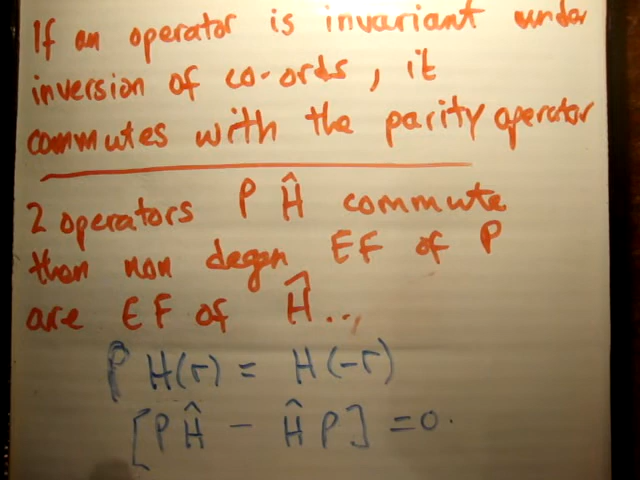 If an operator is invariant under
inversion of co-ords, it
commutes with the parity operator
2 operators P Ĥ commute
then non degen EF of P
are EF of Ĥ...
P H(r) = H(-r)
[PĤ - ĤP] = 0.